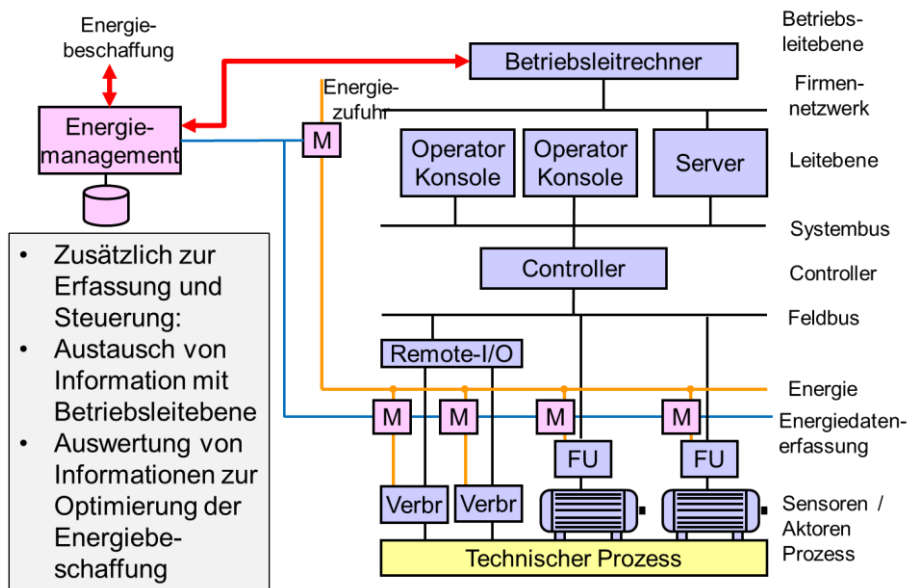 Energie-
beschaffung
Energie-
management
• Zusätzlich zur
Erfassung und
Steuerung:
• Austausch von
Information mit
Betriebsleitebene
• Auswertung von
Informationen zur
Optimierung der
Energiebe-
schaffung
Energie-
zufuhr
M
Betriebsleitrechner
Operator
Konsole
Operator
Konsole
Server
Controller
Remote-I/O
M
M
M
M
FU
FU
Verbr
Verbr
Technischer Prozess
Betriebs-
leitebene
Firmen-
netzwerk
Leitebene
Systembus
Controller
Feldbus
Energie
Energiedaten-
erfassung
Sensoren /
Aktoren
Prozess